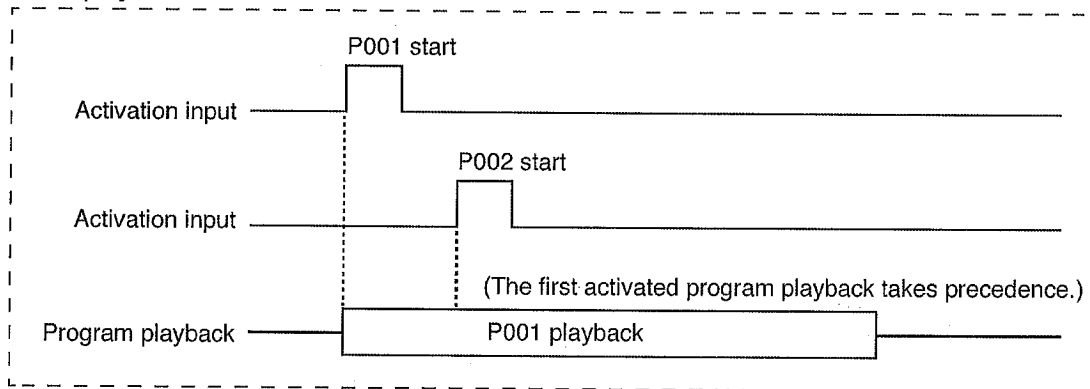 P001 start
Activation input
P002 start
Activation input
(The first activated program playback takes precedence.)
Program playback
P001 playback